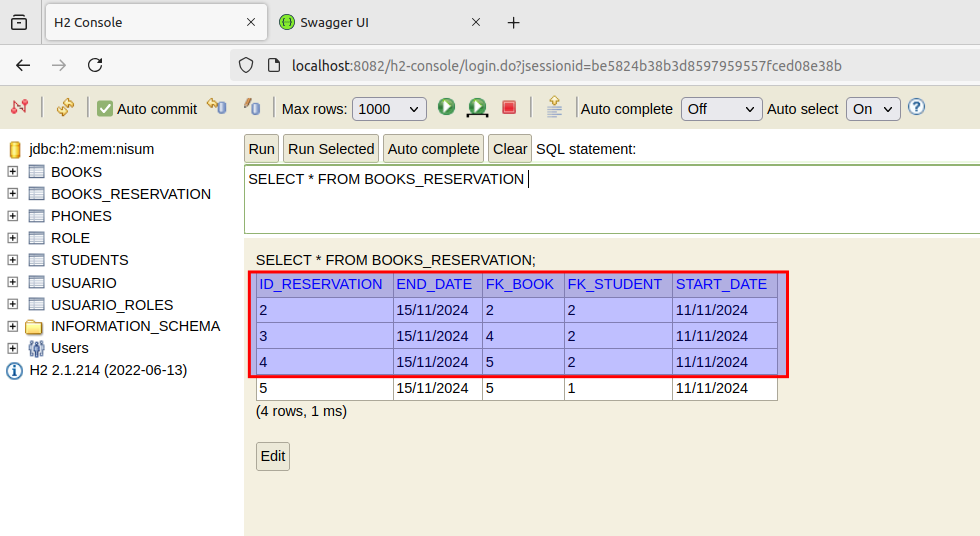 H2 Console
Swagger UI
localhost:8082/h2-console/login.do?jsessionid=be5824b38b3d8597959557fced08e38b
Auto commit Max rows: 1000 Auto complete Off Auto select On ?
jdbc:h2:mem:nisum
BOOKS
BOOKS_RESERVATION
PHONES
ROLE
STUDENTS
USUARIO
USUARIO_ROLES
INFORMATION_SCHEMA
Users
H2 2.1.214 (2022-06-13)
Run Run Selected Auto complete Clear SQL statement:
SELECT * FROM BOOKS_RESERVATION
SELECT * FROM BOOKS_RESERVATION;
ID_RESERVATION END_DATE FK_BOOK FK_STUDENT START_DATE
2 15/11/2024 2 2 11/11/2024
3 15/11/2024 4 2 11/11/2024
4 15/11/2024 5 2 11/11/2024
5 15/11/2024 5 1 11/11/2024
(4 rows, 1 ms)
Edit